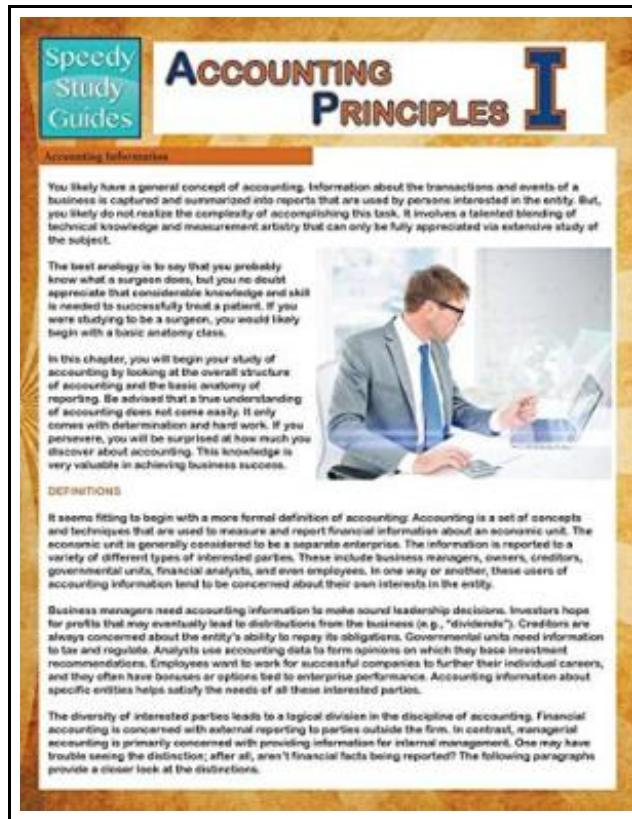 Speedy
Study
Guides
ACCOUNTING
PRINCIPLES I
Accounting Information
You likely have a general concept of accounting. Information about the transactions and events of a
business is captured and summarized into reports that are used by persons interested in the entity. But,
you likely do not realize the complexity of accomplishing this task. It involves a talented blending of
technical knowledge and measurement artistry that can only be fully appreciated via extensive study of
the subject.
The best analogy is to say that you probably
know what a surgeon does, but you no doubt
appreciate that considerable knowledge and skill
is needed to successfully treat a patient. If you
were studying to be a surgeon, you would likely
begin with a basic anatomy class.
In this chapter, you will begin your study of
accounting by looking at the overall structure
of accounting and the basic anatomy of
reporting. Be advised that a true understanding
of accounting does not come easily. It only
comes with determination and hard work. If you
persevere, you will be surprised at how much you
discover about accounting. This knowledge is
very valuable in achieving business success.
DEFINITIONS
It seems fitting to begin with a more formal definition of accounting: Accounting is a set of concepts
and techniques that are used to measure and report financial information about an economic unit. The
economic unit is generally considered to be a separate enterprise. The information is reported to a
variety of different types of interested parties. These include business managers, owners, creditors,
governmental units, financial analysts, and even employees. In one way or another, these users of
accounting information tend to be concerned about their own interests in the entity.
Business managers need accounting information to make sound leadership decisions. Investors hope
for profits that may eventually lead to distributions from the business (e.g., "dividends"). Creditors are
always concerned about the entity's ability to repay its obligations. Governmental units need information
to tax and regulate. Analysts use accounting data to form opinions on which they base investment
recommendations. Employees want to work for successful companies to further their individual careers,
and they often have bonuses or options tied to enterprise performance. Accounting information about
specific entities helps satisfy the needs of all these interested parties.
The diversity of interested parties leads to a logical division in the discipline of accounting. Financial
accounting is concerned with external reporting to parties outside the firm. In contrast, managerial
accounting is primarily concerned with providing information for internal management. One may have
trouble seeing the distinction; after all, aren't financial facts being reported? The following paragraphs
provide a closer look at the distinctions.